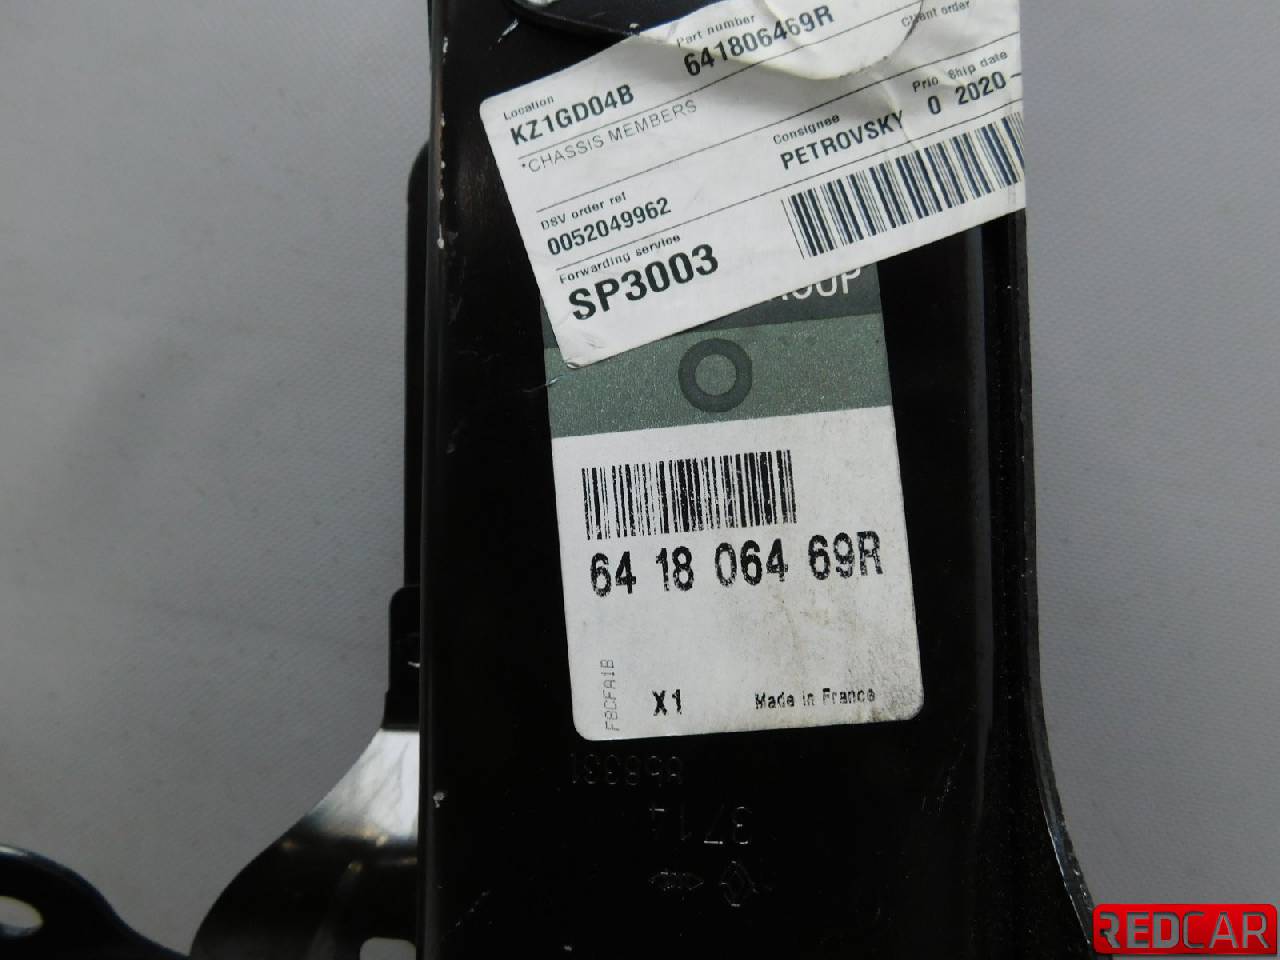 Part number
641806469R
Client order
Location
KZ1GD04B
*CHASSIS MEMBERS
Consignee
PETROVSKY
Prio
0
Ship date
2020-
DSV order ref
0052049962
Forwarding service
SP3003
64 18 064 69R
F8CFA1B
X1
Made in France
3714
REDCAR